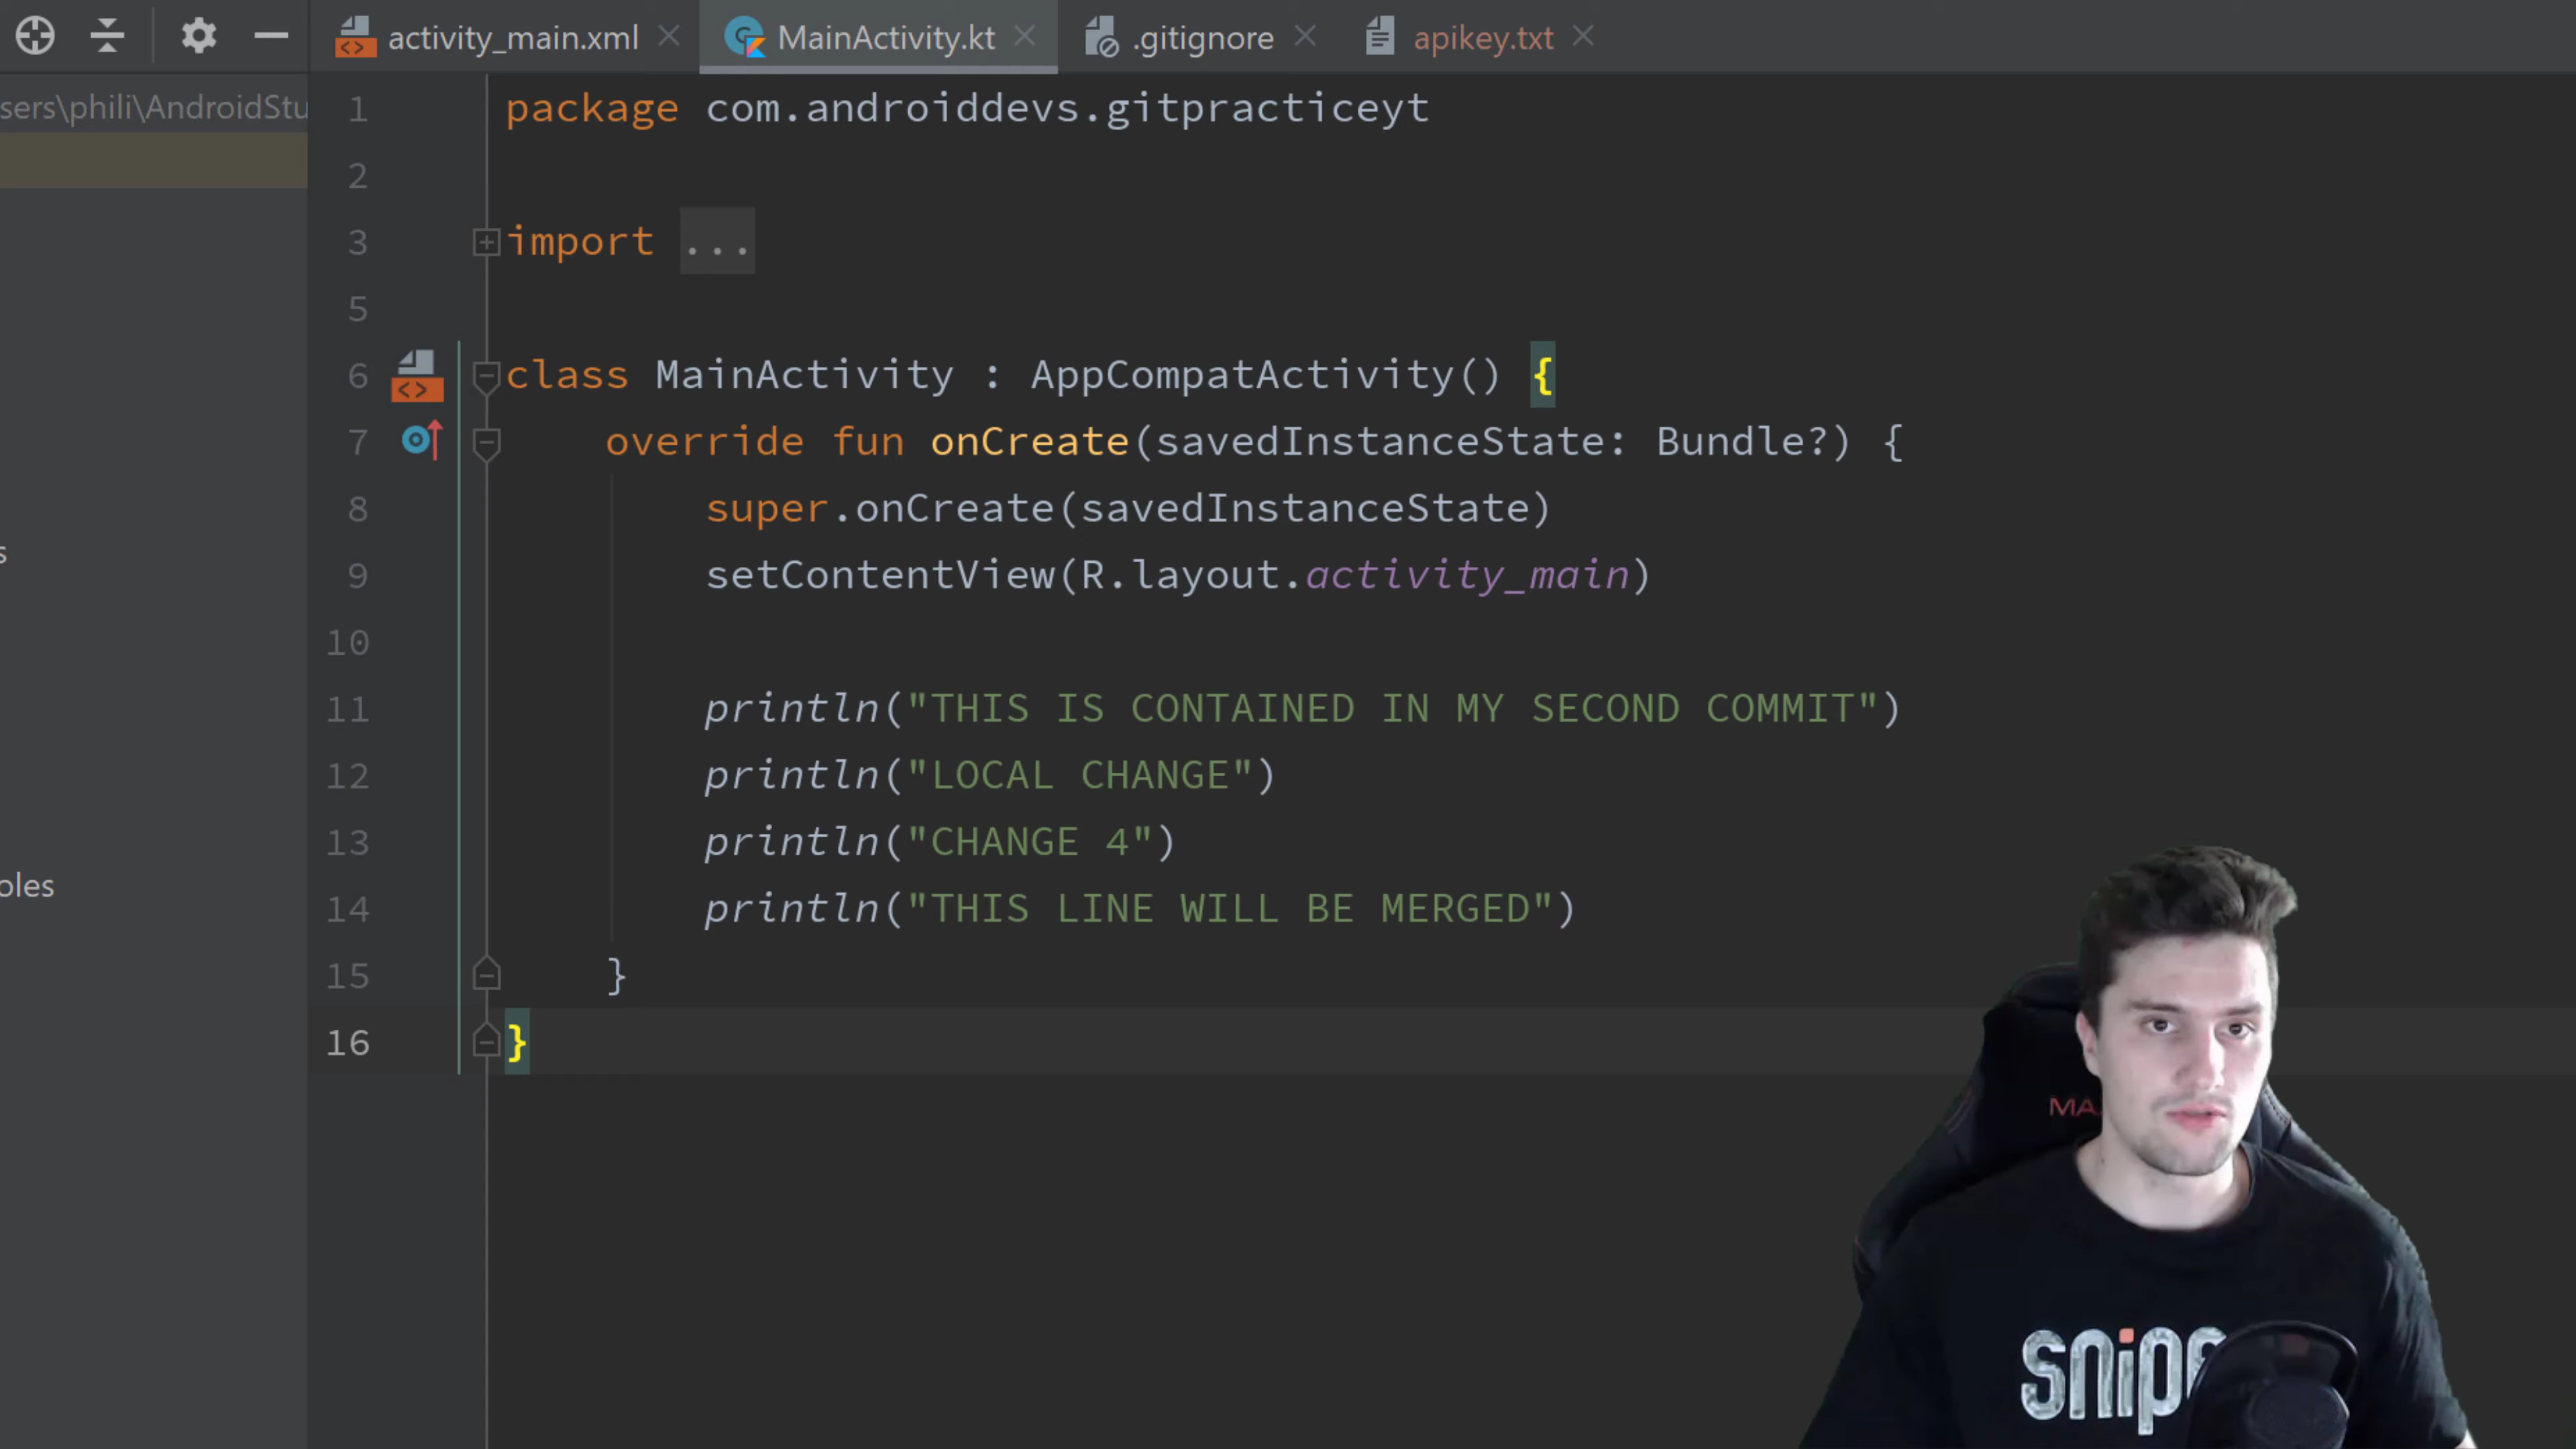 activity_main.xml
MainActivity.kt
.gitignore
apikey.txt
sers\phili\AndroidStu
s
oles
1 package com.androiddevs.gitpracticeyt
2
3 import ...
5
6 class MainActivity : AppCompatActivity() {
7 override fun onCreate(savedInstanceState: Bundle?) {
8 super.onCreate(savedInstanceState)
9 setContentView(R.layout.activity_main)
10
11 println("THIS IS CONTAINED IN MY SECOND COMMIT")
12 println("LOCAL CHANGE")
13 println("CHANGE 4")
14 println("THIS LINE WILL BE MERGED")
15 }
16 }
MA
snipe